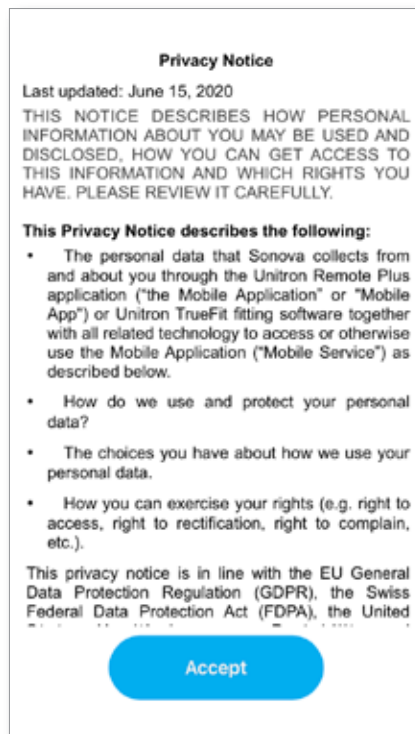 Privacy Notice
Last updated: June 15, 2020
THIS NOTICE DESCRIBES HOW PERSONAL
INFORMATION ABOUT YOU MAY BE USED AND
DISCLOSED, HOW YOU CAN GET ACCESS TO
THIS INFORMATION AND WHICH RIGHTS YOU
HAVE. PLEASE REVIEW IT CAREFULLY.
This Privacy Notice describes the following:
• The personal data that Sonova collects from
and about you through the Unitron Remote Plus
application ("the Mobile Application" or "Mobile
App") or Unitron TrueFit fitting software together
with all related technology to access or otherwise
use the Mobile Application ("Mobile Service") as
described below.
• How do we use and protect your personal
data?
• The choices you have about how we use your
personal data.
• How you can exercise your rights (e.g. right to
access, right to rectification, right to complain,
etc.).
This privacy notice is in line with the EU General
Data Protection Regulation (GDPR), the Swiss
Federal Data Protection Act (FDPA), the United
Accept